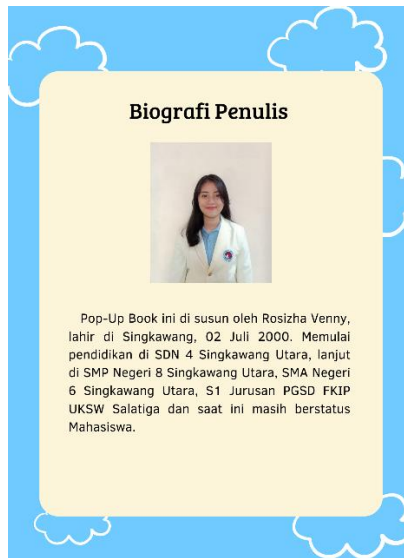 Biografi Penulis
Pop-Up Book ini di susun oleh Rosizha Venny,
lahir di Singkawang, 02 Juli 2000. Memulai
pendidikan di SDN 4 Singkawang Utara, lanjut
di SMP Negeri 8 Singkawang Utara, SMA Negeri
6 Singkawang Utara, S1 Jurusan PGSD FKIP
UKSW Salatiga dan saat ini masih berstatus
Mahasiswa.